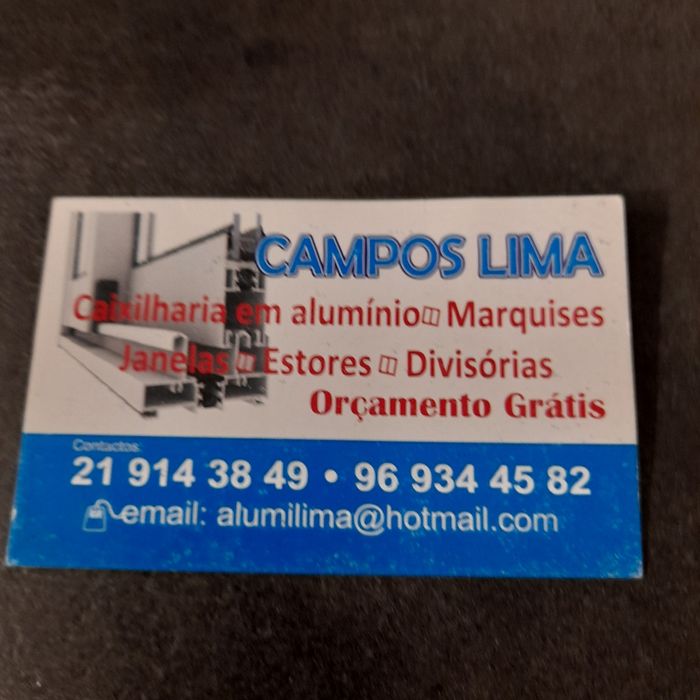 CAMPOS LIMA
Caixilharia em alumínio▯ Marquises
Janelas ▯ Estores ▯ Divisórias
Orçamento Grátis
Contactos:
21 914 38 49 • 96 934 45 82
email: alumilima@hotmail.com